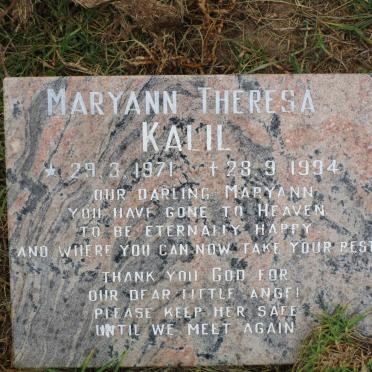 MARYANN THERESA
KALIL
* 29.3.1971 + 28.9.1994
OUR DARLING MARYANN
YOU HAVE GONE TO HEAVEN
TO BE ETERNALLY HAPPY
AND WHERE YOU CAN NOW TAKE YOUR REST
THANK YOU GOD FOR
OUR DEAR LITTLE ANGEL
PLEASE KEEP HER SAFE
UNTIL WE MEET AGAIN